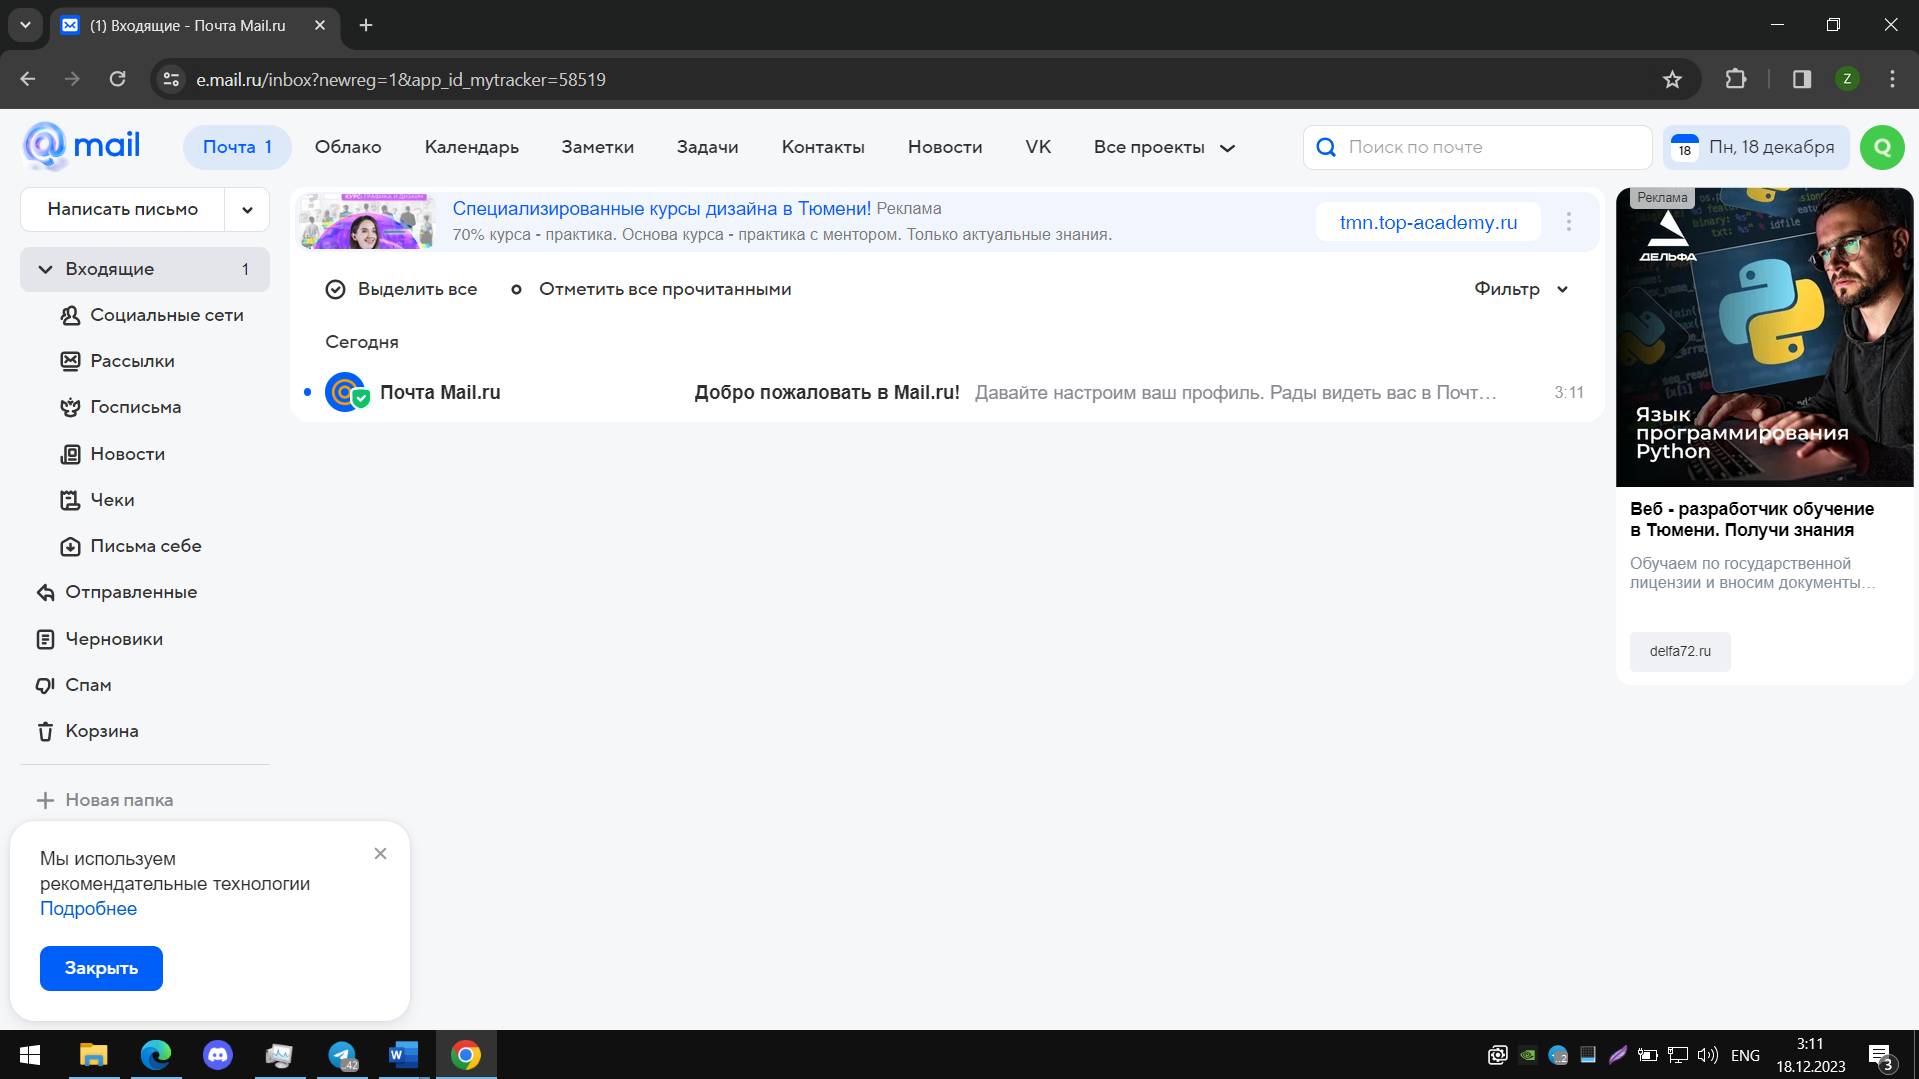 (1) Входящие - Почта Mail.ru
e.mail.ru/inbox?newreg=1&app_id_mytracker=58519
Z
@mail
Почта 1
Облако
Календарь
Заметки
Задачи
Контакты
Новости
VK
Все проекты
Поиск по почте
18
Пн, 18 декабря
Q
Написать письмо
Входящие 1
Социальные сети
Рассылки
Госписьма
Новости
Чеки
Письма себе
Отправленные
Черновики
Спам
Корзина
Новая папка
Мы используем
рекомендательные технологии
Подробнее
Закрыть
Специализированные курсы дизайна в Тюмени! Реклама
70% курса - практика. Основа курса - практика с ментором. Только актуальные знания.
tmn.top-academy.ru
Выделить все
Отметить все прочитанными
Фильтр
Сегодня
Почта Mail.ru
Добро пожаловать в Mail.ru! Давайте настроим ваш профиль. Рады видеть вас в Почт...
3:11
Реклама
ДЕЛЬФА
Язык
программирования
Python
Веб - разработчик обучение
в Тюмени. Получи знания
Обучаем по государственной
лицензии и вносим документы...
delfa72.ru
42
W
ENG
3:11
18.12.2023
3